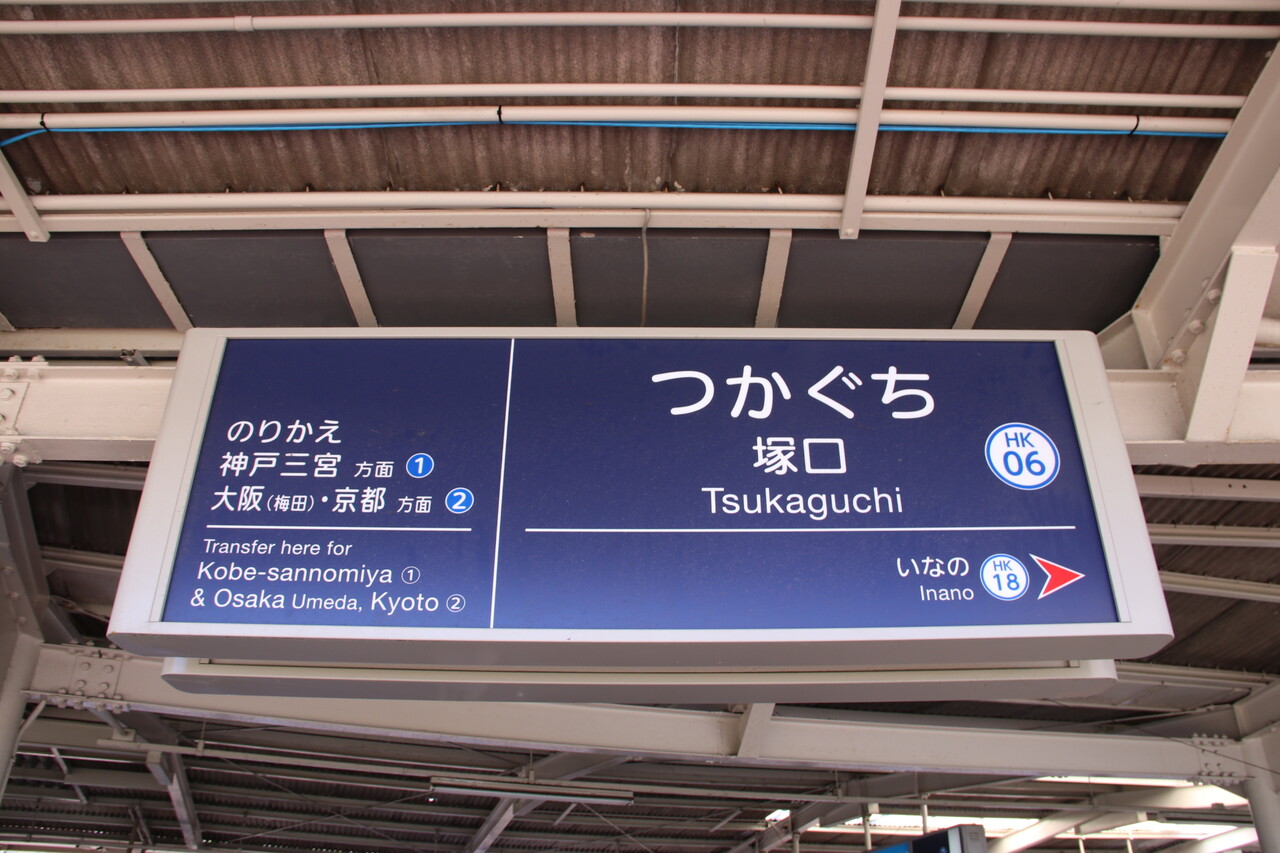 のりかえ
神戸三宮 方面 1
大阪(梅田)・京都 方面 2
Transfer here for
Kobe-sannomiya ①
& Osaka Umeda, Kyoto ②
つかぐち
塚口
Tsukaguchi
HK
06
いなの
Inano
HK
18